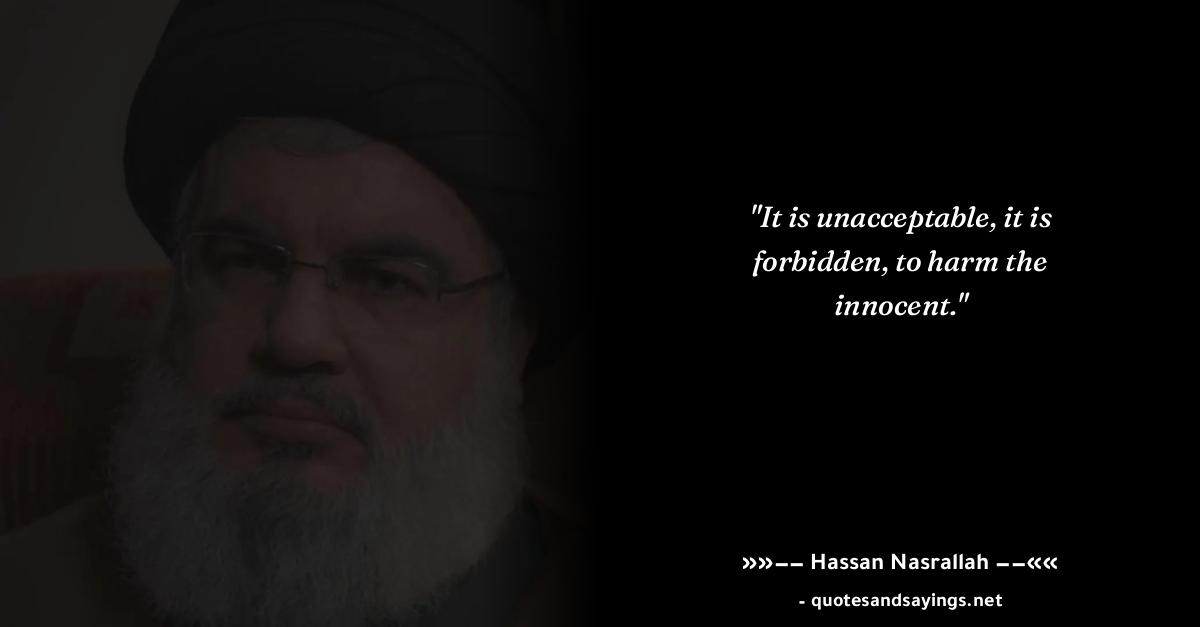 "It is unacceptable, it is
forbidden, to harm the
innocent."
»»−− Hassan Nasrallah −−««
- quotesandsayings.net